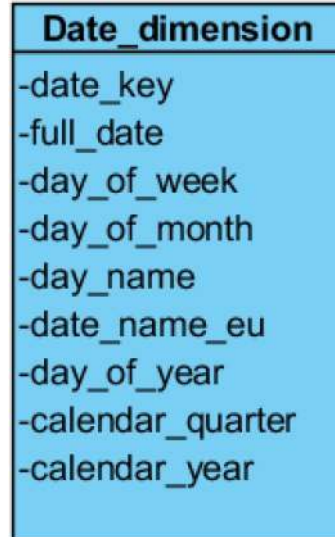 Date_dimension
-date_key
-full_date
-day_of_week
-day_of_month
-day_name
-date_name_eu
-day_of_year
-calendar_quarter
-calendar_year